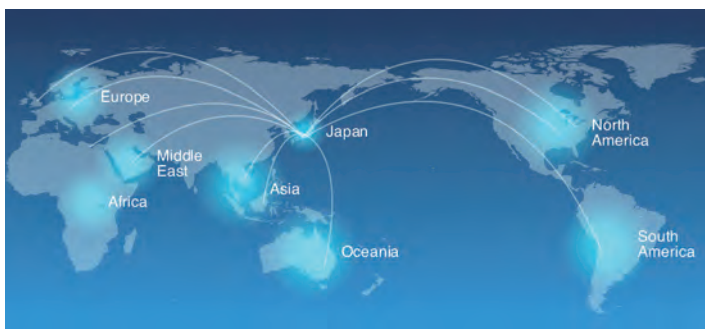 Europe
Japan
North
America
Middle
East
Asia
Africa
Oceania
South
America